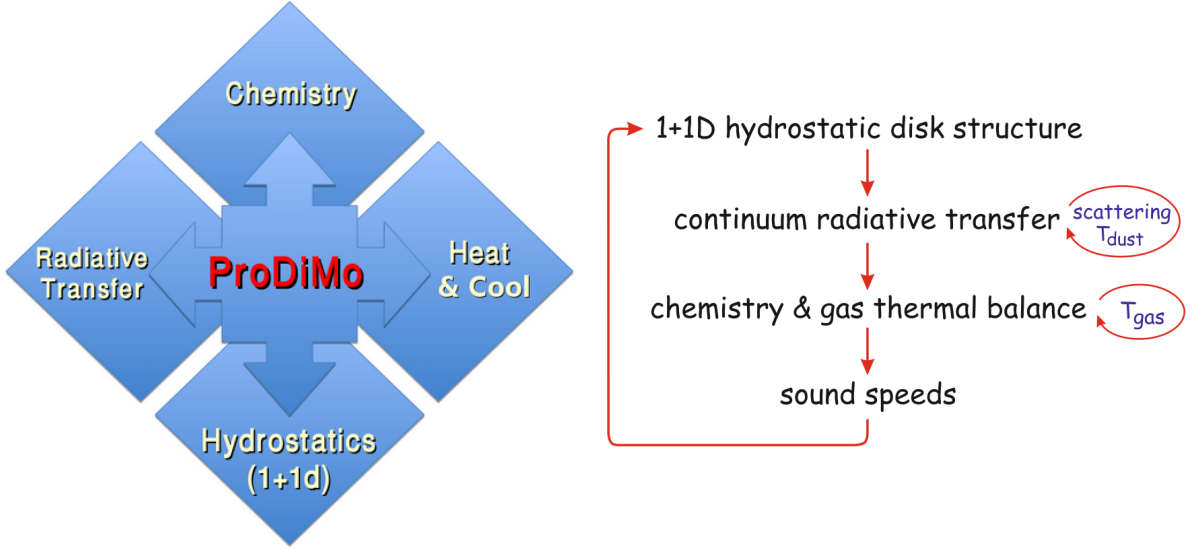 Chemistry
Radiative
Transfer
ProDiMo
Heat
& Cool
Hydrostatics
(1+1d)
1+1D hydrostatic disk structure
continuum radiative transfer
scattering
Tdust
chemistry & gas thermal balance
Tgas
sound speeds